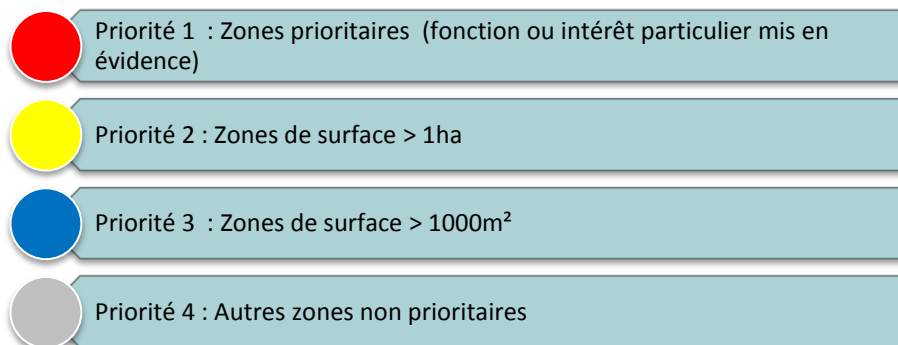 Priorité 1 : Zones prioritaires (fonction ou intérêt particulier mis en
évidence)
Priorité 2 : Zones de surface > 1ha
Priorité 3 : Zones de surface > 1000m²
Priorité 4 : Autres zones non prioritaires